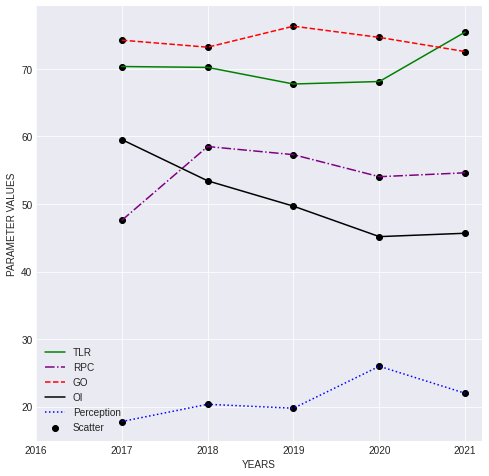 70
60
50
40
30
20
PARAMETER VALUES
TLR
RPC
GO
OI
Perception
Scatter
2016 2017 2018 2019 2020 2021
YEARS